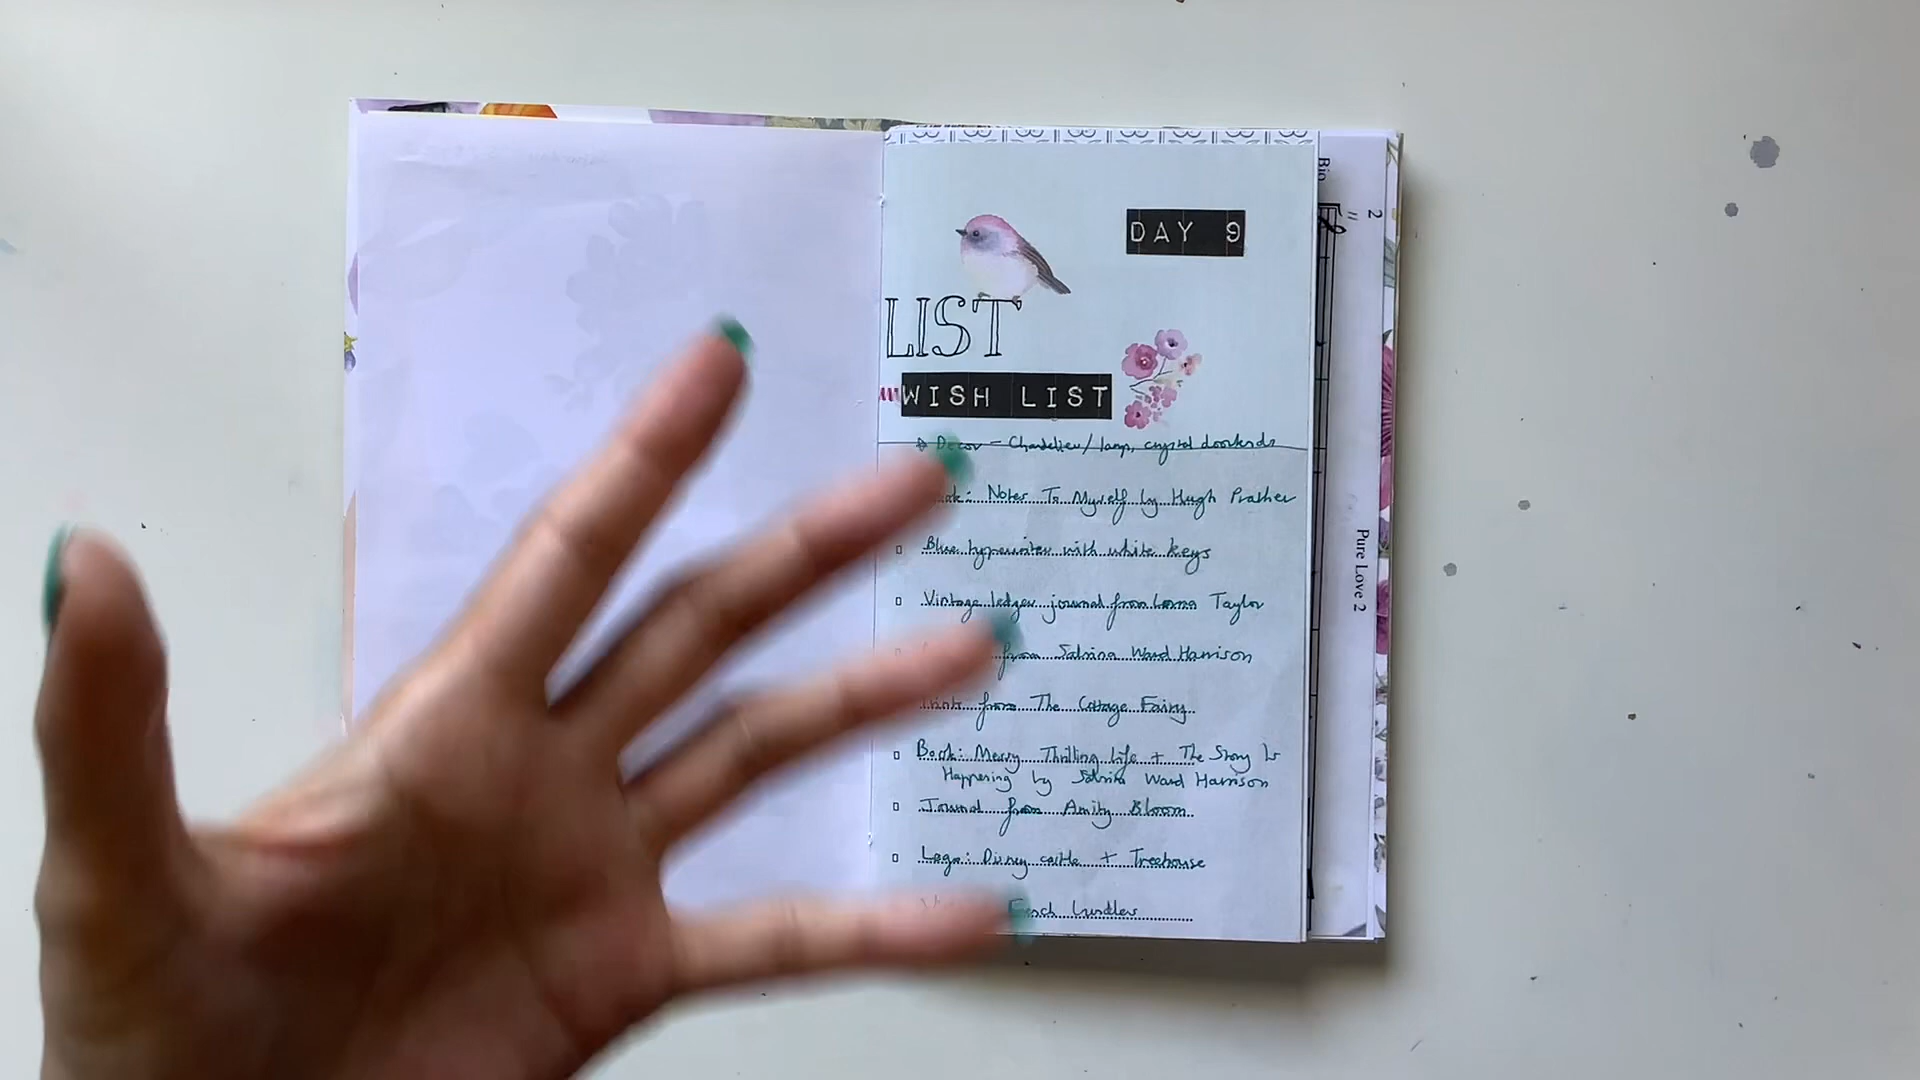 DAY 9
LIST
WISH LIST
Decor - Chandelier/lamp, crystal doorknobs
Notes To Myself by Hugh Prather
Blue typewriter with white keys
Vintage ledger journal from Lorna Taylor
from Sabrina Ward Harrison
from The Cottage Fairy
Book: Messy Thrilling Life + The Story Is
Happening by Sabrina Ward Harrison
Journal from Amity Bloom
Lego: Disney castle + Treehouse
Bio
2
"
Pure Love 2